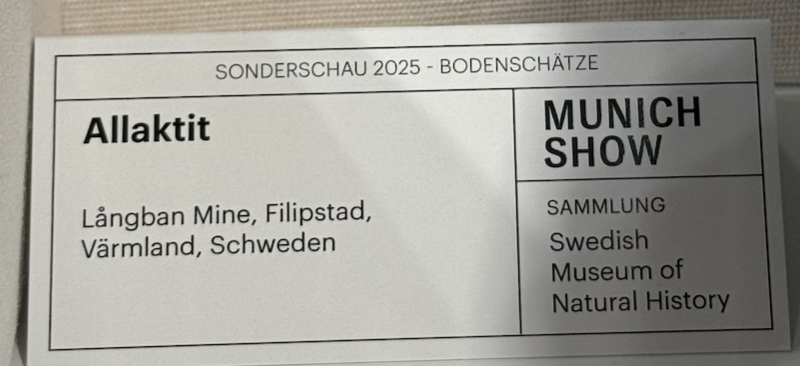 SONDERSCHAU 2025 - BODENSCHÄTZE
Allaktit
Långban Mine, Filipstad,
Värmland, Schweden
MUNICH
SHOW
SAMMLUNG
Swedish
Museum of
Natural History